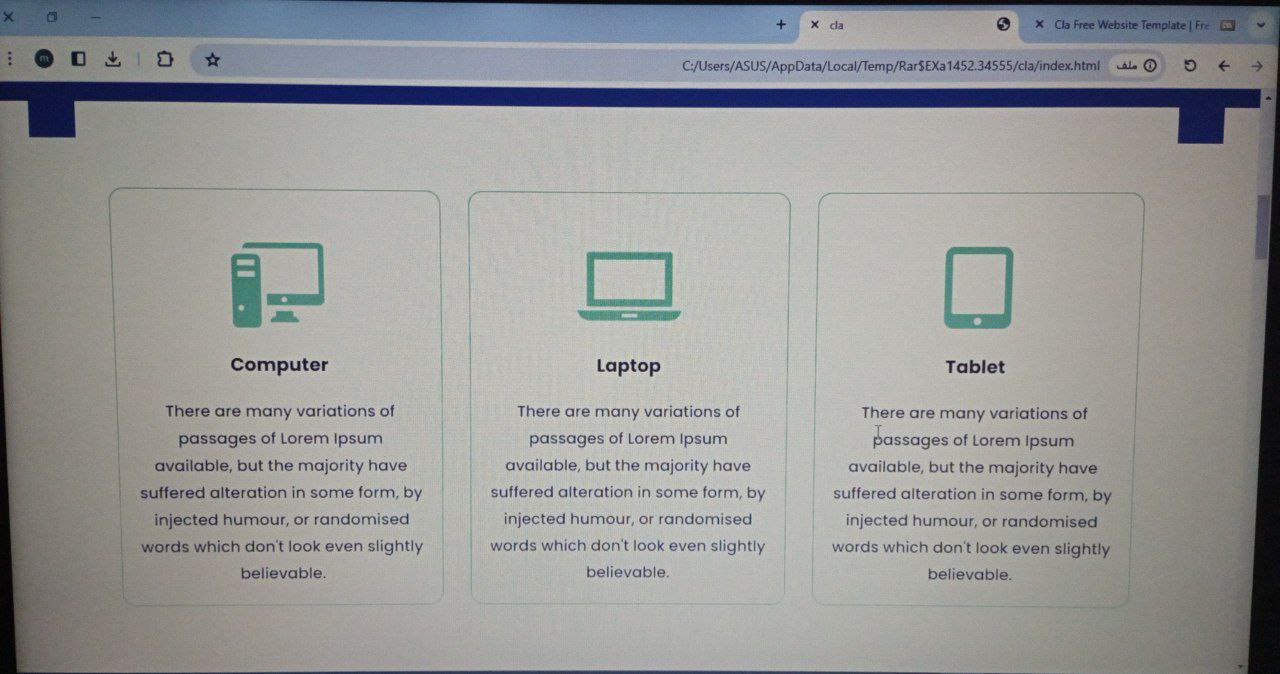 cla
Cla Free Website Template | Fre
C:/Users/ASUS/AppData/Local/Temp/Rar$EXa1452.34555/cla/index.html
ملف
m
Computer
There are many variations of
passages of Lorem Ipsum
available, but the majority have
suffered alteration in some form, by
injected humour, or randomised
words which don't look even slightly
believable.
Laptop
There are many variations of
passages of Lorem Ipsum
available, but the majority have
suffered alteration in some form, by
injected humour, or randomised
words which don't look even slightly
believable.
Tablet
There are many variations of
passages of Lorem Ipsum
available, but the majority have
suffered alteration in some form, by
injected humour, or randomised
words which don't look even slightly
believable.